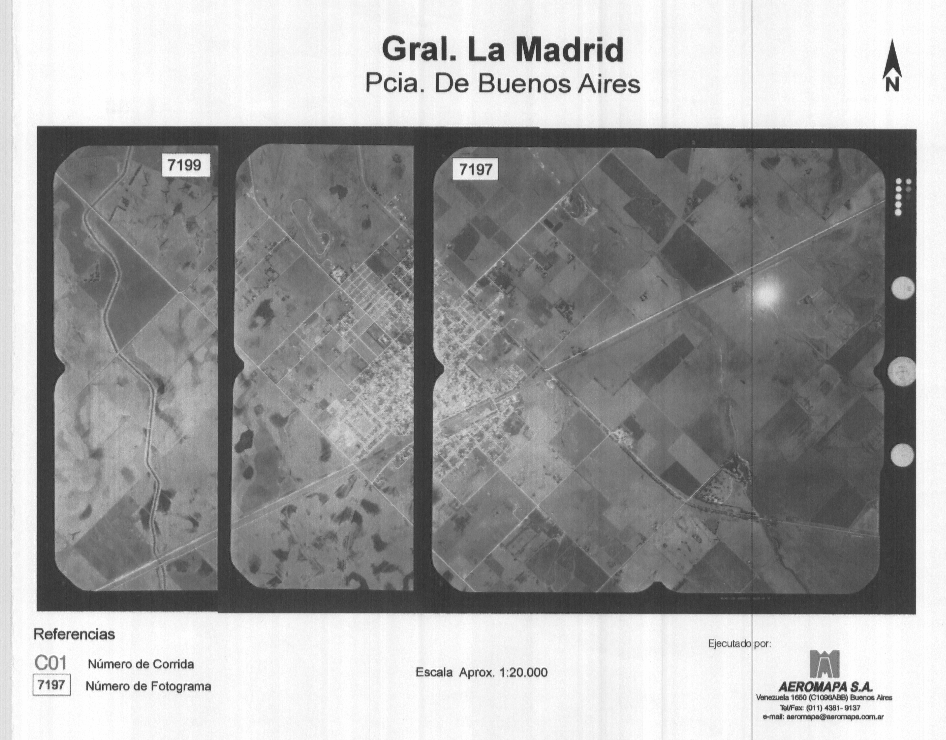 Gral. La Madrid
Pcia. De Buenos Aires
N
7199
7197
Referencias
C01 Número de Corrida
7197 Número de Fotograma
Escala Aprox. 1:20.000
Ejecutado por:
AEROMAPA S.A.
Venezuela 1650 (C1096ABB) Buenos Aires
Tel/Fax: (011) 4381-9137
e-mail: aeromapa@aeromapa.com.ar